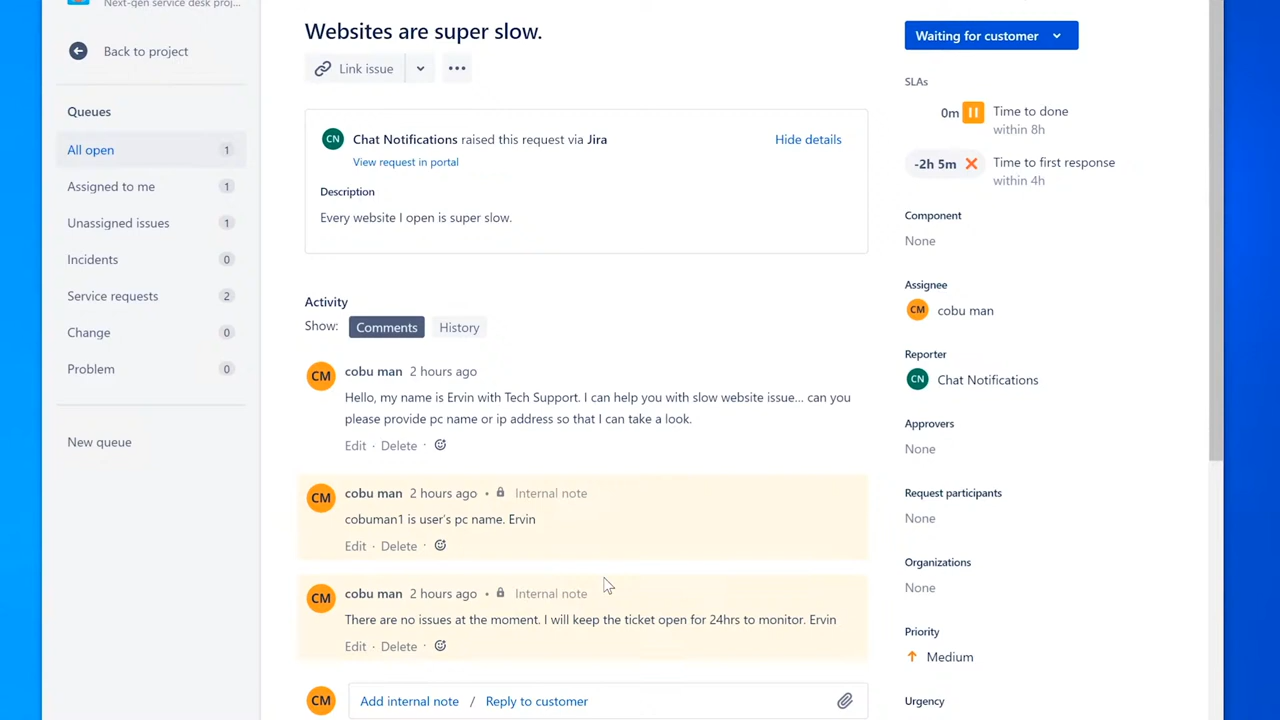 Next-gen service desk proj...
Back to project
Queues
All open 1
Assigned to me 1
Unassigned issues 1
Incidents 0
Service requests 2
Change 0
Problem 0
New queue
Websites are super slow.
Link issue
CN Chat Notifications raised this request via Jira Hide details
View request in portal
Description
Every website I open is super slow.
Activity
Show: Comments History
CM cobu man 2 hours ago
Hello, my name is Ervin with Tech Support. I can help you with slow website issue... can you
please provide pc name or ip address so that I can take a look.
Edit · Delete ·
CM cobu man 2 hours ago • Internal note
cobuman1 is user's pc name. Ervin
Edit · Delete ·
CM cobu man 2 hours ago • Internal note
There are no issues at the moment. I will keep the ticket open for 24hrs to monitor. Ervin
Edit · Delete ·
CM Add internal note / Reply to customer
Waiting for customer
SLAs
0m Time to done
within 8h
-2h 5m Time to first response
within 4h
Component
None
Assignee
CM cobu man
Reporter
CN Chat Notifications
Approvers
None
Request participants
None
Organizations
None
Priority
Medium
Urgency